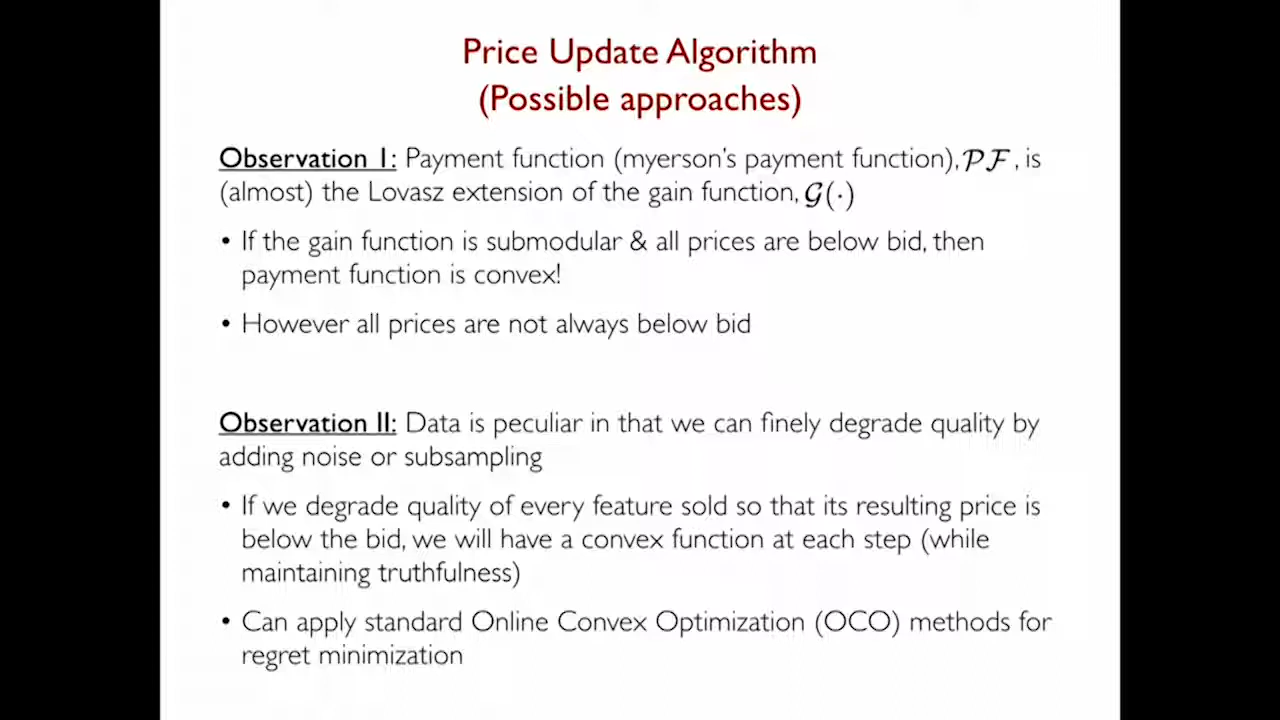 Price Update Algorithm
(Possible approaches)
Observation I: Payment function (myerson's payment function), 𝒫ℱ, is
(almost) the Lovasz extension of the gain function, 𝒢(·)
• If the gain function is submodular & all prices are below bid, then
payment function is convex!
• However all prices are not always below bid
Observation II: Data is peculiar in that we can finely degrade quality by
adding noise or subsampling
• If we degrade quality of every feature sold so that its resulting price is
below the bid, we will have a convex function at each step (while
maintaining truthfulness)
• Can apply standard Online Convex Optimization (OCO) methods for
regret minimization